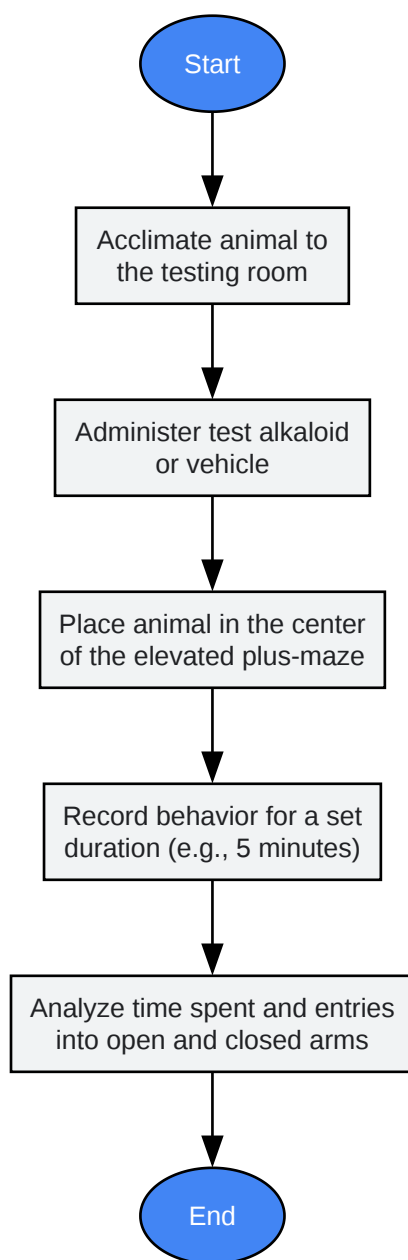 Start
Acclimate animal to
the testing room
Administer test alkaloid
or vehicle
Place animal in the center
of the elevated plus-maze
Record behavior for a set
duration (e.g., 5 minutes)
Analyze time spent and entries
into open and closed arms
End